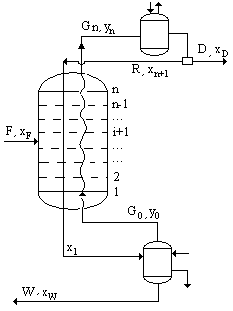 Gn, yn
D, xD
R, xn+1
n
n-1
...
i+1
...
...
2
1
F, xF
G0, y0
x1
W, xW